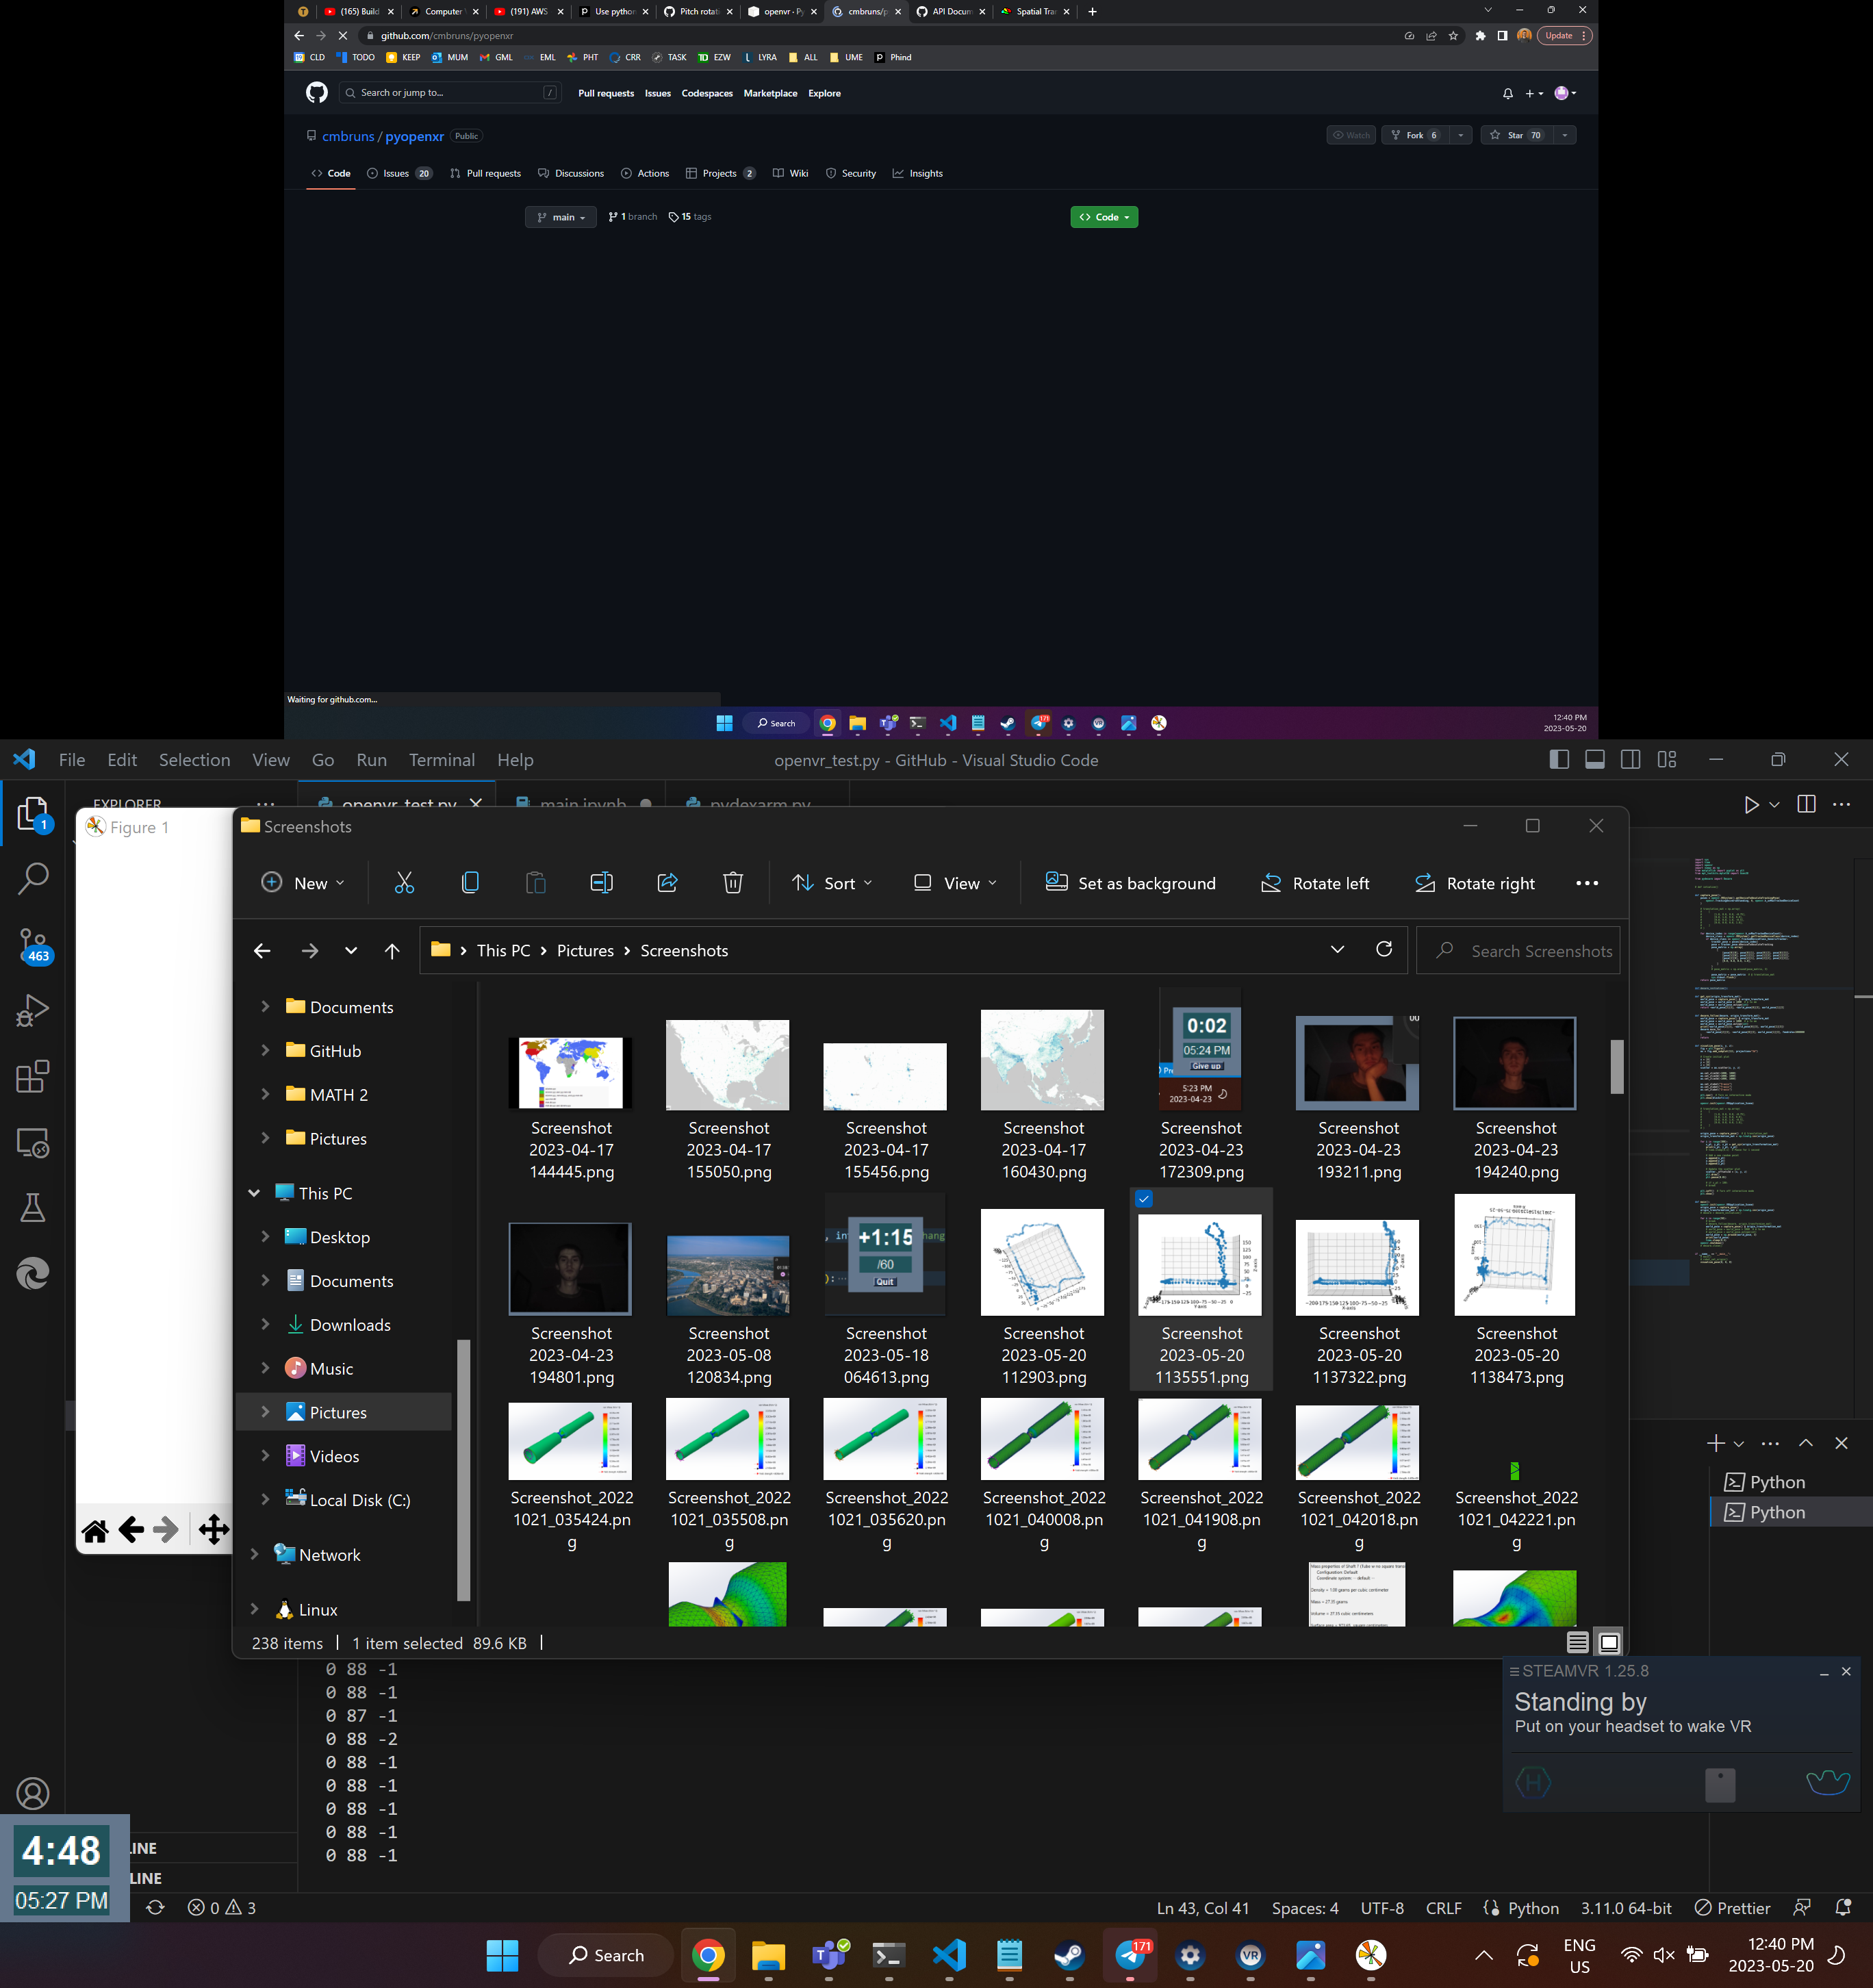 (165) Build
Computer
(191) AWS
Use python
Pitch rotati
openvr · Py
cmbruns/p
API Docum
Spatial Tra
github.com/cmbruns/pyopenxr
Update
CLD TODO KEEP MUM GML EML PHT CRR TASK EZW LYRA ALL UME Phind
Search or jump to... /
Pull requests Issues Codespaces Marketplace Explore
cmbruns / pyopenxr Public
Watch Fork 6 Star 70
Code Issues 20 Pull requests Discussions Actions Projects 2 Wiki Security Insights
main 1 branch 15 tags Code
Waiting for github.com...
Search
171
12:40 PM
2023-05-20
File Edit Selection View Go Run Terminal Help
openvr_test.py - GitHub - Visual Studio Code
EXPLORER
openvr_test.py main.ipynb pydexarm.py
1
463
Figure 1
Screenshots
New Sort View Set as background Rotate left Rotate right
This PC Pictures Screenshots
Search Screenshots
Documents
GitHub
MATH 2
Pictures
This PC
Desktop
Documents
Downloads
Music
Pictures
Videos
Local Disk (C:)
Network
Linux
0:02
05:24 PM
Give up
5:23 PM
2023-04-23
Screenshot 2023-04-17 144445.png
Screenshot 2023-04-17 155050.png
Screenshot 2023-04-17 155456.png
Screenshot 2023-04-17 160430.png
Screenshot 2023-04-23 172309.png
Screenshot 2023-04-23 193211.png
Screenshot 2023-04-23 194240.png
+1:15
/60
Quit
Screenshot 2023-04-23 194801.png
Screenshot 2023-05-08 120834.png
Screenshot 2023-05-18 064613.png
Screenshot 2023-05-20 112903.png
Screenshot 2023-05-20 1135551.png
Screenshot 2023-05-20 1137322.png
Screenshot 2023-05-20 1138473.png
Screenshot_20221021_035424.png
Screenshot_20221021_035508.png
Screenshot_20221021_035620.png
Screenshot_20221021_040008.png
Screenshot_20221021_041908.png
Screenshot_20221021_042018.png
Screenshot_20221021_042221.png
238 items 1 item selected 89.6 KB
Python
Python
0 88 -1
0 88 -1
0 87 -1
0 88 -2
0 88 -1
0 88 -1
0 88 -1
0 88 -1
0 88 -1
STEAMVR 1.25.8
Standing by
Put on your headset to wake VR
4:48
05:27 PM
LINE
LINE
0 3
Ln 43, Col 41 Spaces: 4 UTF-8 CRLF Python 3.11.0 64-bit Prettier
Search
171
VR
ENG
US
12:40 PM
2023-05-20